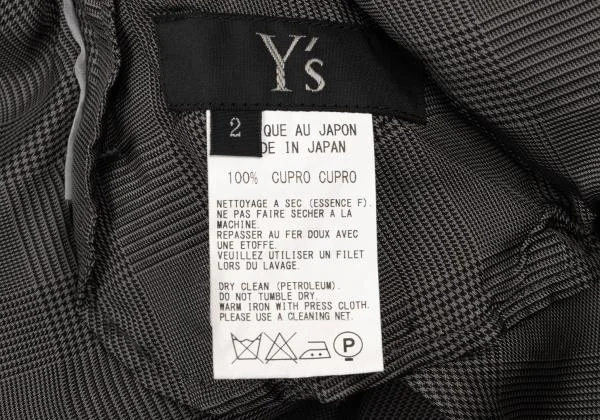 Y's
2
QUE AU JAPON
DE IN JAPAN
100% CUPRO CUPRO
NETTOYAGE A SEC (ESSENCE F).
NE PAS FAIRE SECHER A LA
MACHINE.
REPASSER AU FER DOUX AVEC
UNE ETOFFE.
VEUILLEZ UTILISER UN FILET
LORS DU LAVAGE.
DRY CLEAN (PETROLEUM).
DO NOT TUMBLE DRY.
WARM IRON WITH PRESS CLOTH.
PLEASE USE A CLEANING NET.
P